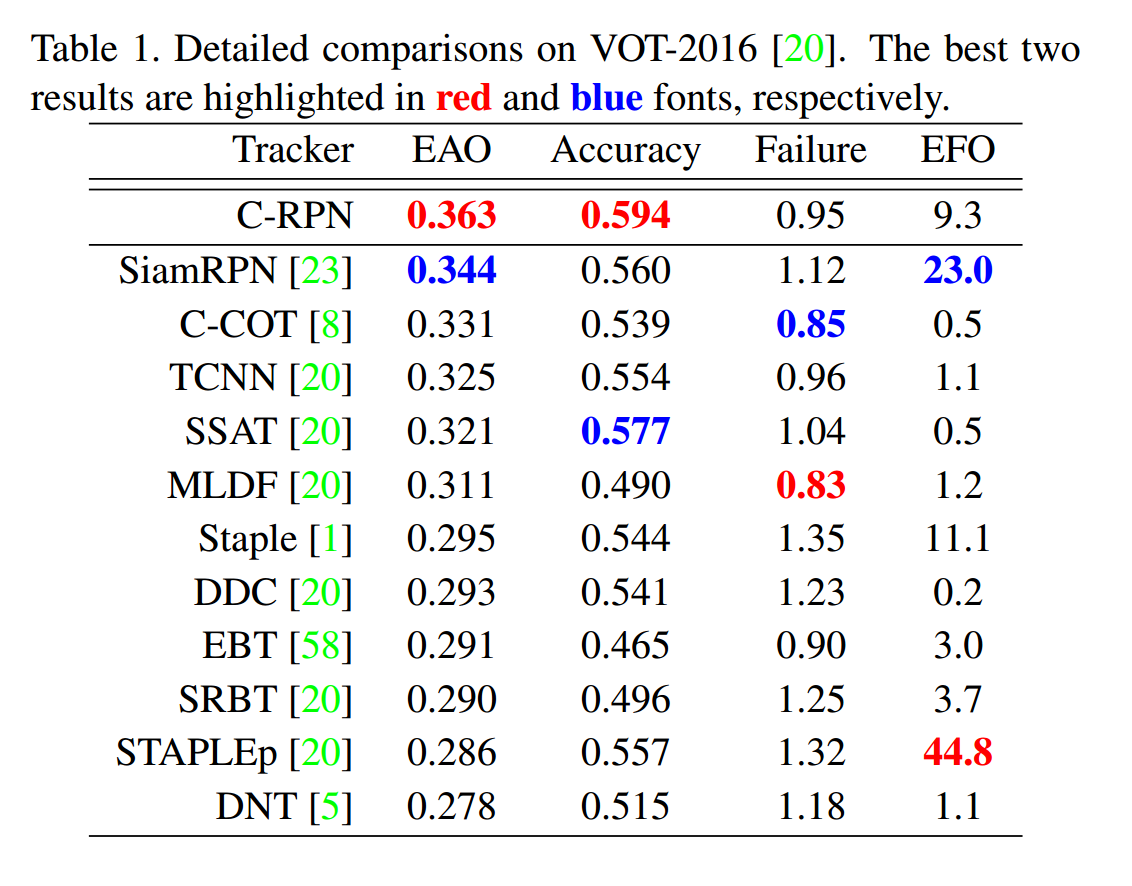 Table 1. Detailed comparisons on VOT-2016 [20]. The best two
results are highlighted in red and blue fonts, respectively.
Tracker EAO Accuracy Failure EFO
C-RPN 0.363 0.594 0.95 9.3
SiamRPN [23] 0.344 0.560 1.12 23.0
C-COT [8] 0.331 0.539 0.85 0.5
TCNN [20] 0.325 0.554 0.96 1.1
SSAT [20] 0.321 0.577 1.04 0.5
MLDF [20] 0.311 0.490 0.83 1.2
Staple [1] 0.295 0.544 1.35 11.1
DDC [20] 0.293 0.541 1.23 0.2
EBT [58] 0.291 0.465 0.90 3.0
SRBT [20] 0.290 0.496 1.25 3.7
STAPLEp [20] 0.286 0.557 1.32 44.8
DNT [5] 0.278 0.515 1.18 1.1